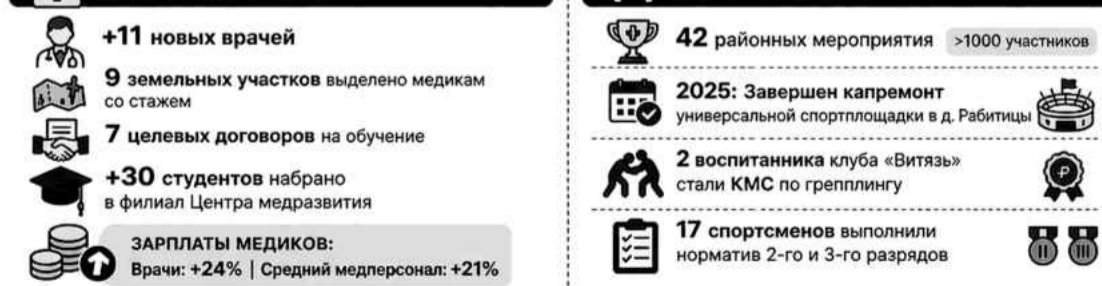 +11 новых врачей
9 земельных участков выделено медикам
со стажем
7 целевых договоров на обучение
+30 студентов набрано
в филиал Центра медразвития
ЗАРПЛАТЫ МЕДИКОВ:
Врачи: +24% | Средний медперсонал: +21%
42 районных мероприятия >1000 участников
2025: Завершен капремонт
универсальной спортплощадки в д. Рабитицы
2 воспитанника клуба «Витязь»
стали КМС по грепплингу
₽
17 спортсменов выполнили
норматив 2-го и 3-го разрядов
II III